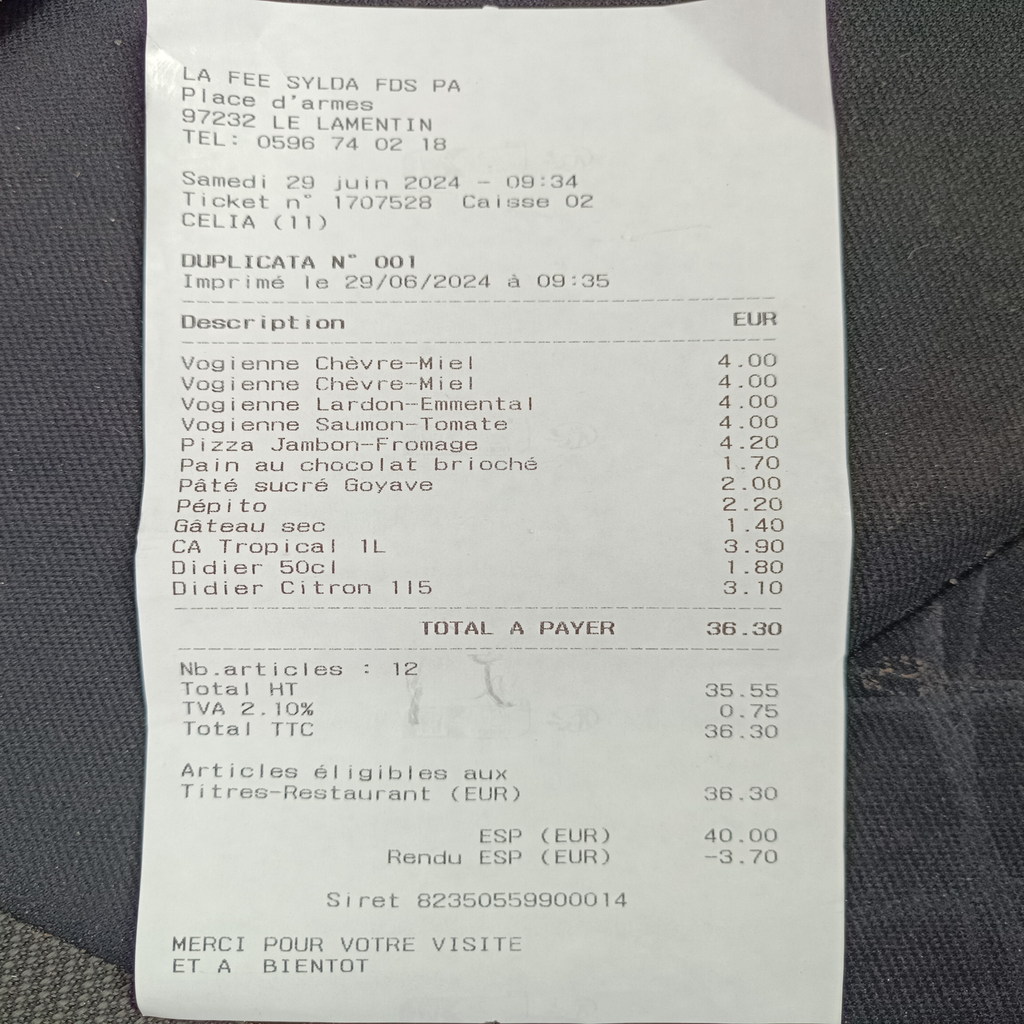 LA FEE SYLDA FDS PA
Place d'armes
97232 LE LAMENTIN
TEL: 0596 74 02 18
Samedi 29 juin 2024 - 09:34
Ticket n° 1707528 Caisse 02
CELIA (11)
DUPLICATA N° 001
Imprimé le 29/06/2024 à 09:35
Description EUR
Vogienne Chèvre-Miel 4.00
Vogienne Chèvre-Miel 4.00
Vogienne Lardon-Emmental 4.00
Vogienne Saumon-Tomate 4.00
Pizza Jambon-Fromage 4.20
Pain au chocolat brioché 1.70
Pâté sucré Goyave 2.00
Pépito 2.20
Gâteau sec 1.40
CA Tropical 1L 3.90
Didier 50cl 1.80
Didier Citron 1l5 3.10
TOTAL A PAYER 36.30
Nb.articles : 12
Total HT 35.55
TVA 2.10% 0.75
Total TTC 36.30
Articles éligibles aux
Titres-Restaurant (EUR) 36.30
ESP (EUR) 40.00
Rendu ESP (EUR) -3.70
Siret 82350559900014
MERCI POUR VOTRE VISITE
ET A BIENTOT